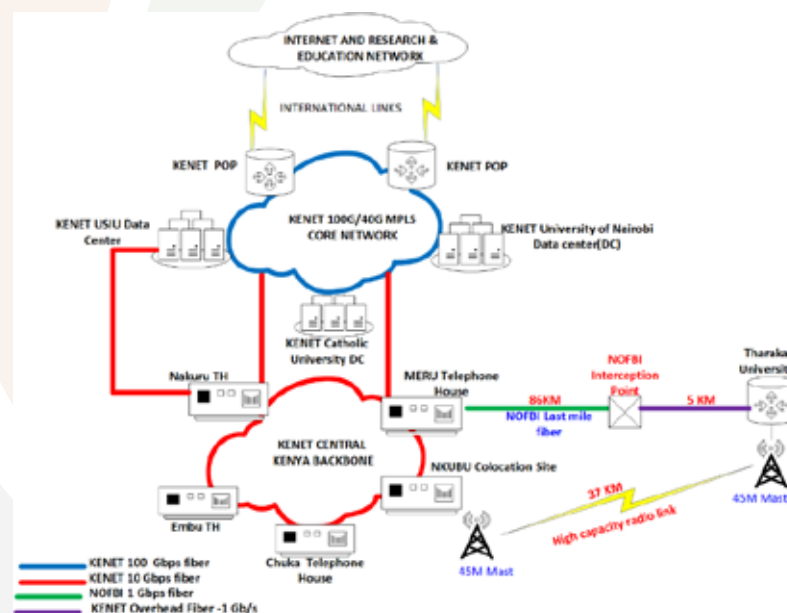 INTERNET AND RESEARCH &
EDUCATION NETWORK
INTERNATIONAL LINKS
KENET POP
KENET POP
KENET USIU Data
Center
KENET 100G/40G MPLS
CORE NETWORK
KENET University of Nairobi
Data center(DC)
KENET Catholic
University DC
Nakuru TH
MERU Telephone
House
NOFBI
Interception
Point
Tharaka
University
86KM
NOFBI Last mile
fiber
5 KM
KENET CENTRAL
KENYA BACKBONE
NKUBU Colocation Site
37 KM
High capacity radio link
45M Mast
45M Mast
Embu TH
Chuka Telephone
House
KENET 100 Gbps fiber
KENET 10 Gbps fiber
NOFBI 1 Gbps fiber
KENET Overhead Fiber -1 Gb/s